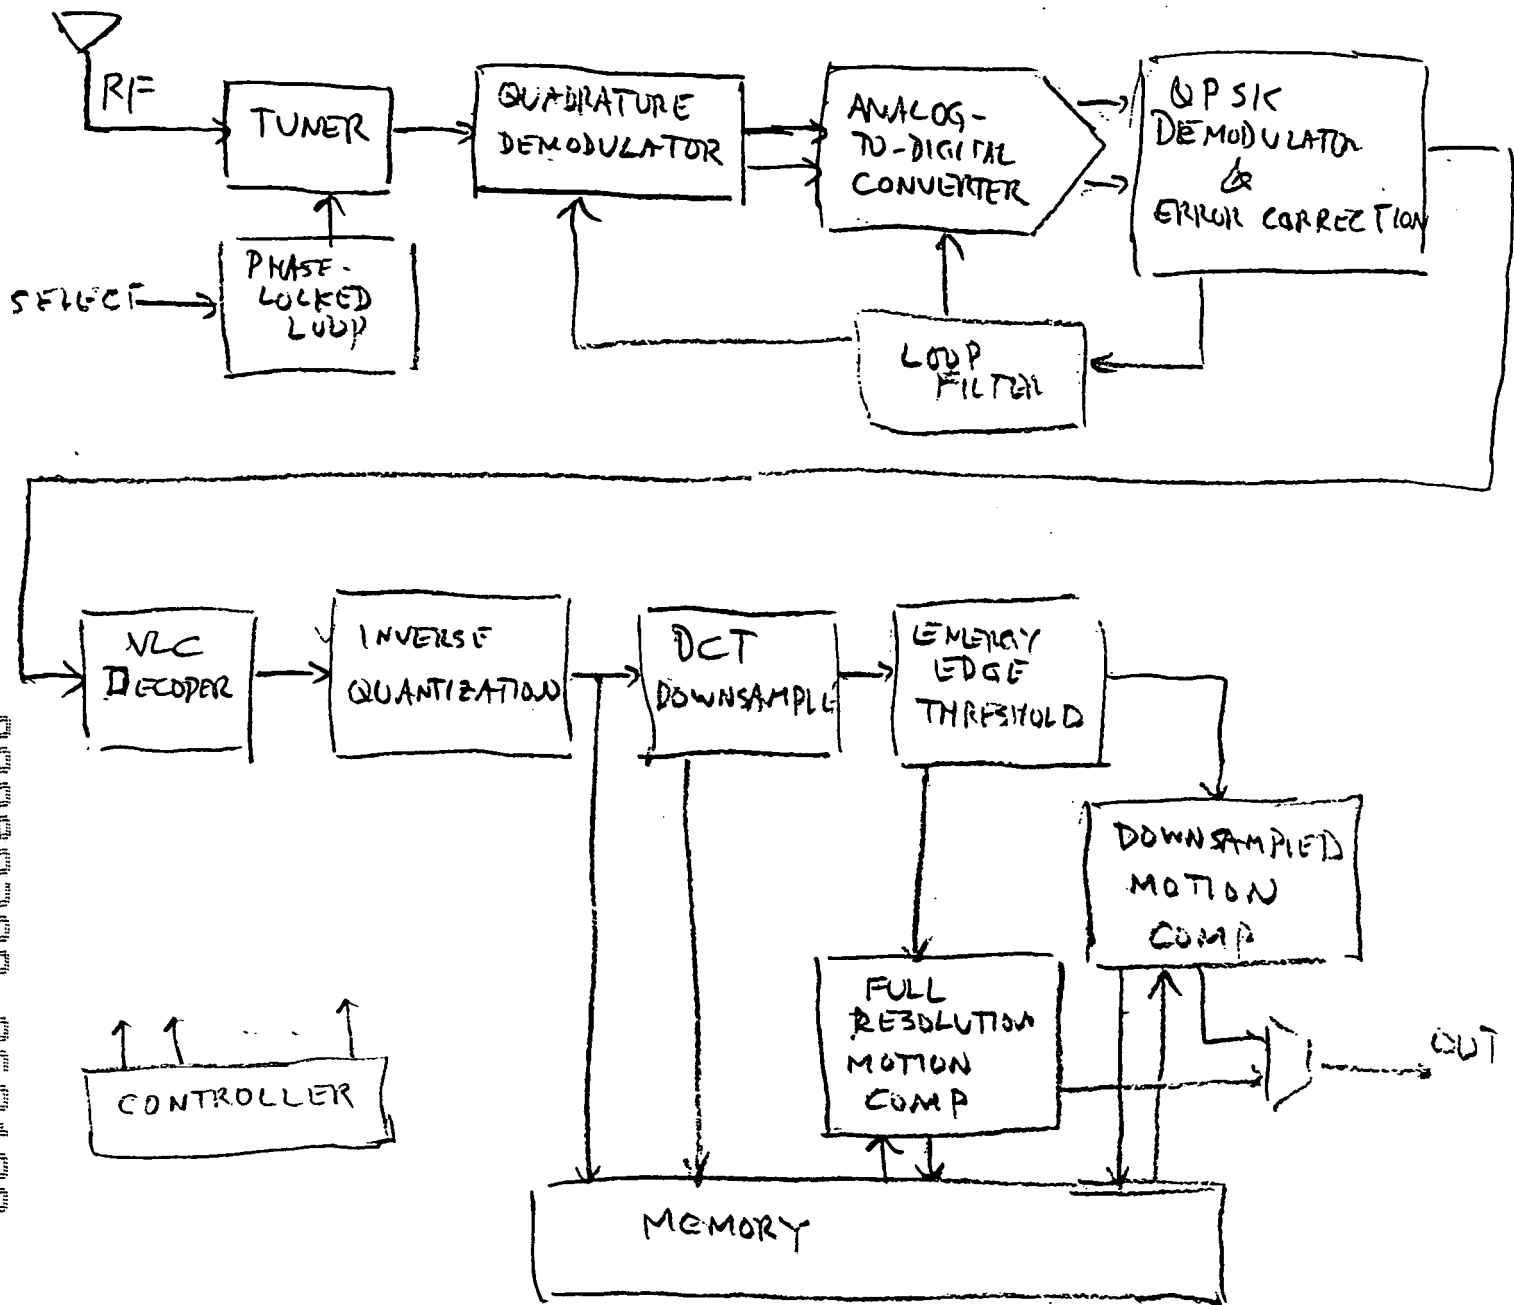 RF
TUNER
QUADRATURE
DEMODULATOR
ANALOG-
TO-DIGITAL
CONVERTER
QPSK
DEMODULATOR
&
ERROR CORRECTION
SELECT
PHASE-
LOCKED
LOOP
LOOP
FILTER
VLC
DECODER
INVERSE
QUANTIZATION
DCT
DOWNSAMPLE
ENERGY
EDGE
THRESHOLD
DOWNSAMPLED
MOTION
COMP
FULL
RESOLUTION
MOTION
COMP
OUT
CONTROLLER
MEMORY